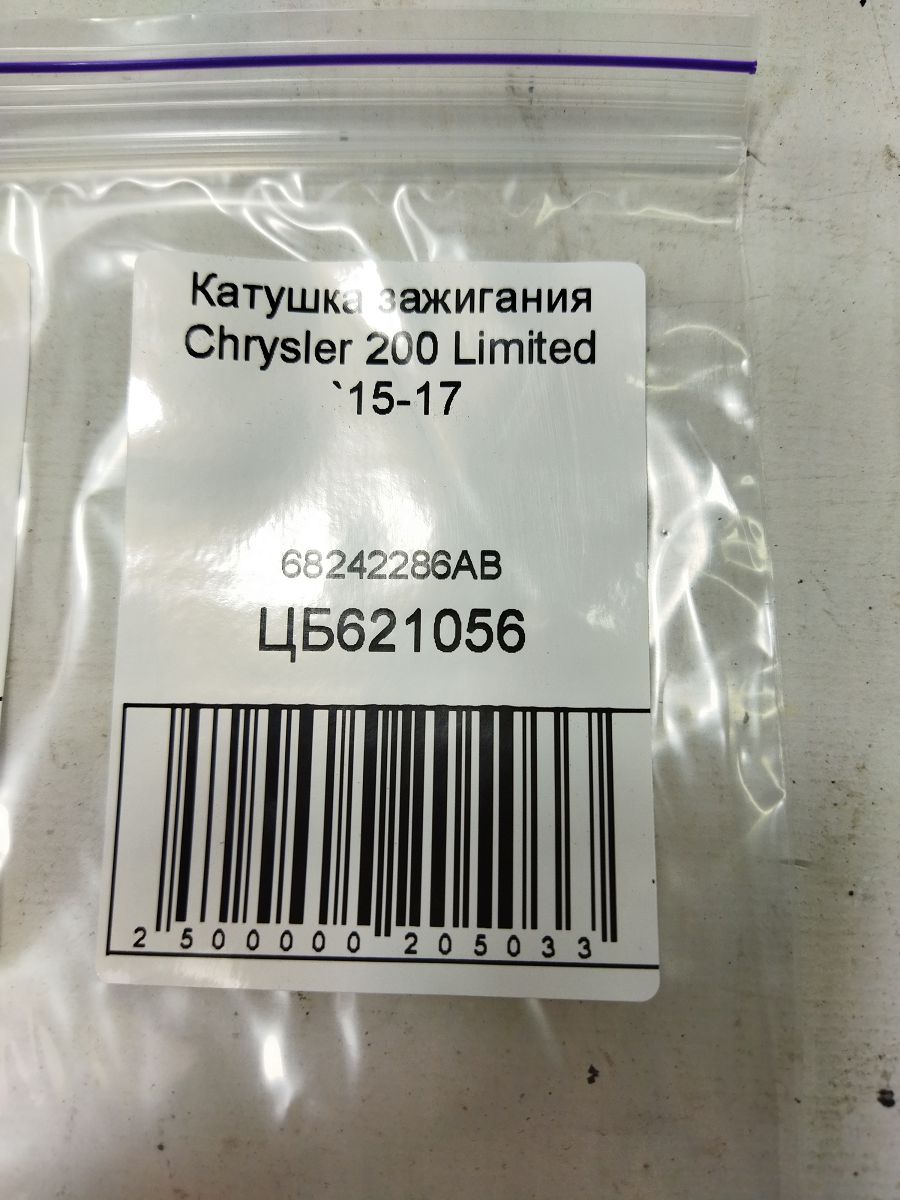 Катушка зажигания
Chrysler 200 Limited
`15-17
68242286AB
ЦБ621056
2 500000 205033